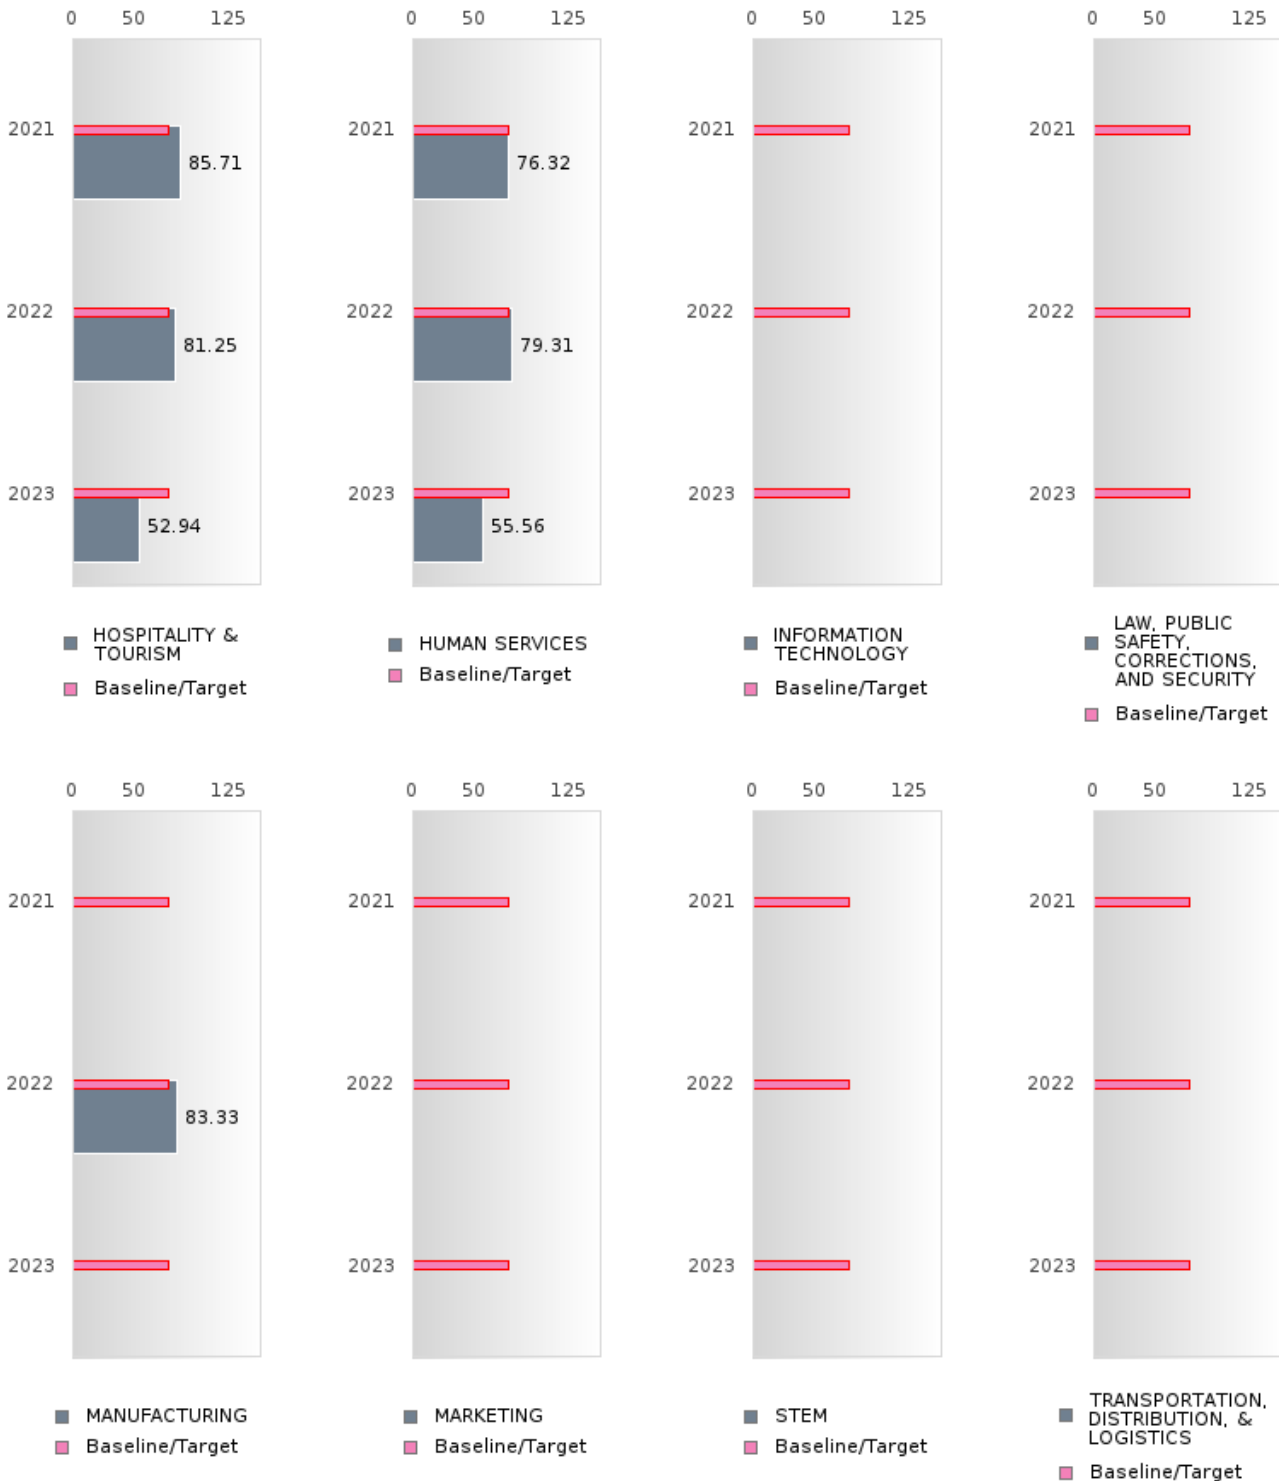 0 50 125
0 50 125
0 50 125
0 50 125
2021 85.71
2021 76.32
2021
2021
2022 81.25
2022 79.31
2022
2022
2023 52.94
2023 55.56
2023
2023
HOSPITALITY &
TOURISM
Baseline/Target
HUMAN SERVICES
Baseline/Target
INFORMATION
TECHNOLOGY
Baseline/Target
LAW, PUBLIC
SAFETY,
CORRECTIONS,
AND SECURITY
Baseline/Target
0 50 125
0 50 125
0 50 125
0 50 125
2021
2021
2021
2021
2022 83.33
2022
2022
2022
2023
2023
2023
2023
MANUFACTURING
Baseline/Target
MARKETING
Baseline/Target
STEM
Baseline/Target
TRANSPORTATION,
DISTRIBUTION, &
LOGISTICS
Baseline/Target